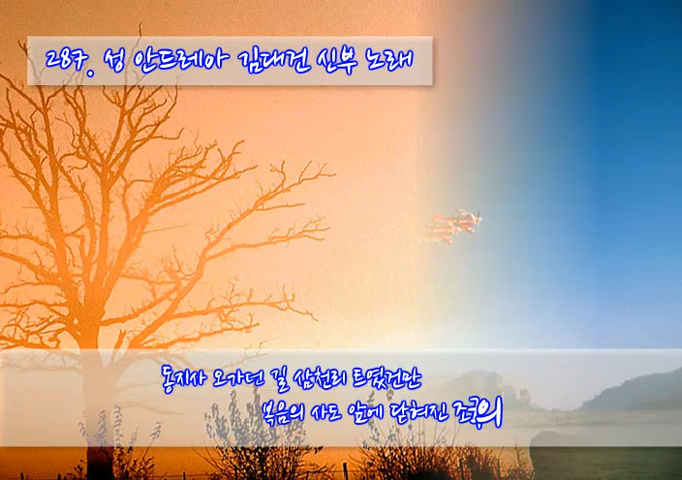 287. 성 안드레아 김대건 신부 노래
동지사 오가던 길 삼천리 트였건만
복음의 사도 앞에 닫혀진 조국의